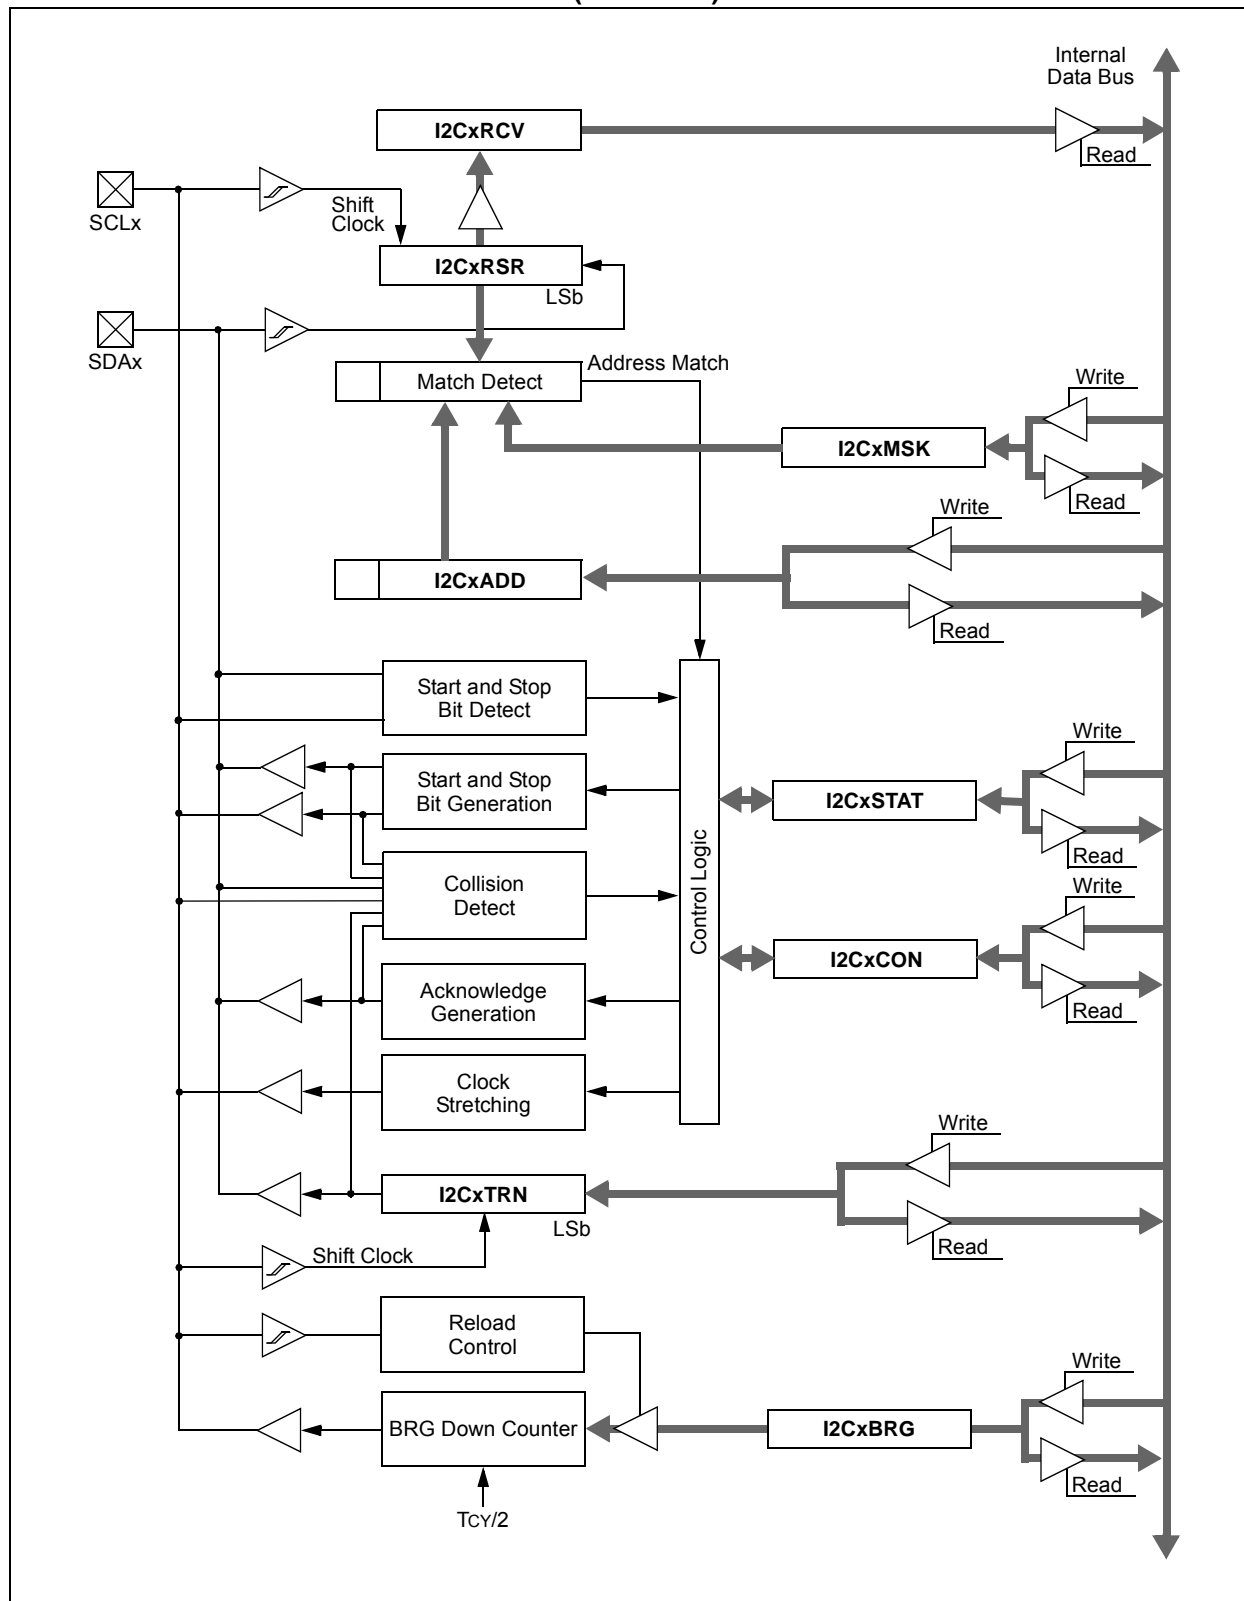 Internal
Data Bus
I2CxRCV
Read
SCLx
Shift
Clock
I2CxRSR
LSb
SDAx
Address Match
Match Detect
Write
I2CxMSK
Read
Write
I2CxADD
Read
Start and Stop
Bit Detect
Write
Start and Stop
Bit Generation
I2CxSTAT
Read
Control Logic
Collision
Detect
Write
I2CxCON
Acknowledge
Generation
Read
Clock
Stretching
Write
I2CxTRN
LSb
Read
Shift Clock
Reload
Control
Write
BRG Down Counter
I2CxBRG
Read
TCY/2